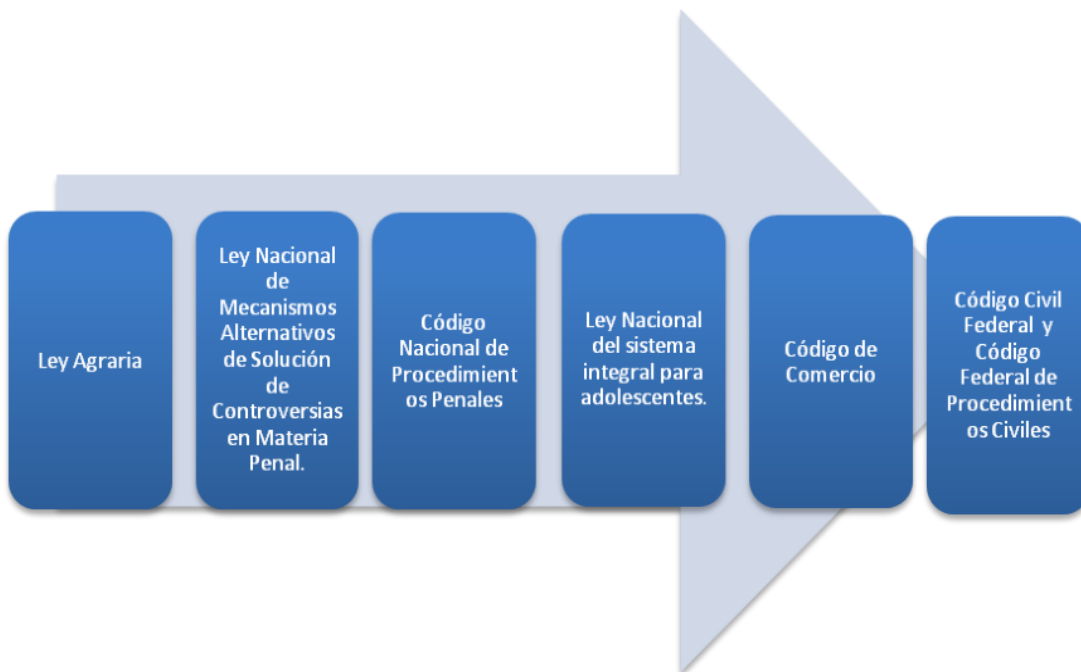 Ley Agraria
Ley Nacional
de
Mecanismos
Alternativos
de Solución
de
Controversias
en Materia
Penal.
Código
Nacional de
Procedimient
os Penales
Ley Nacional
del sistema
integral para
adolescentes.
Código de
Comercio
Código Civil
Federal y
Código
Federal de
Procedimient
os Civiles